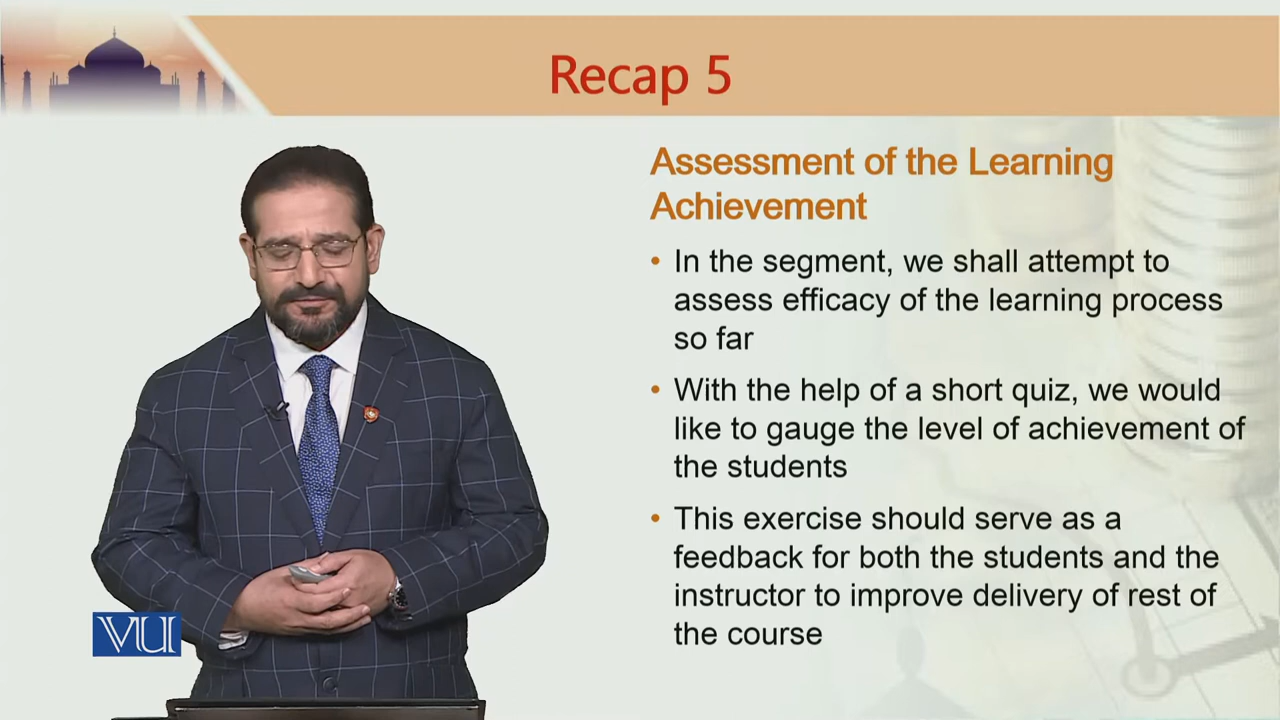 Recap 5
Assessment of the Learning
Achievement
• In the segment, we shall attempt to
assess efficacy of the learning process
so far
• With the help of a short quiz, we would
like to gauge the level of achievement of
the students
• This exercise should serve as a
feedback for both the students and the
instructor to improve delivery of rest of
the course
VU